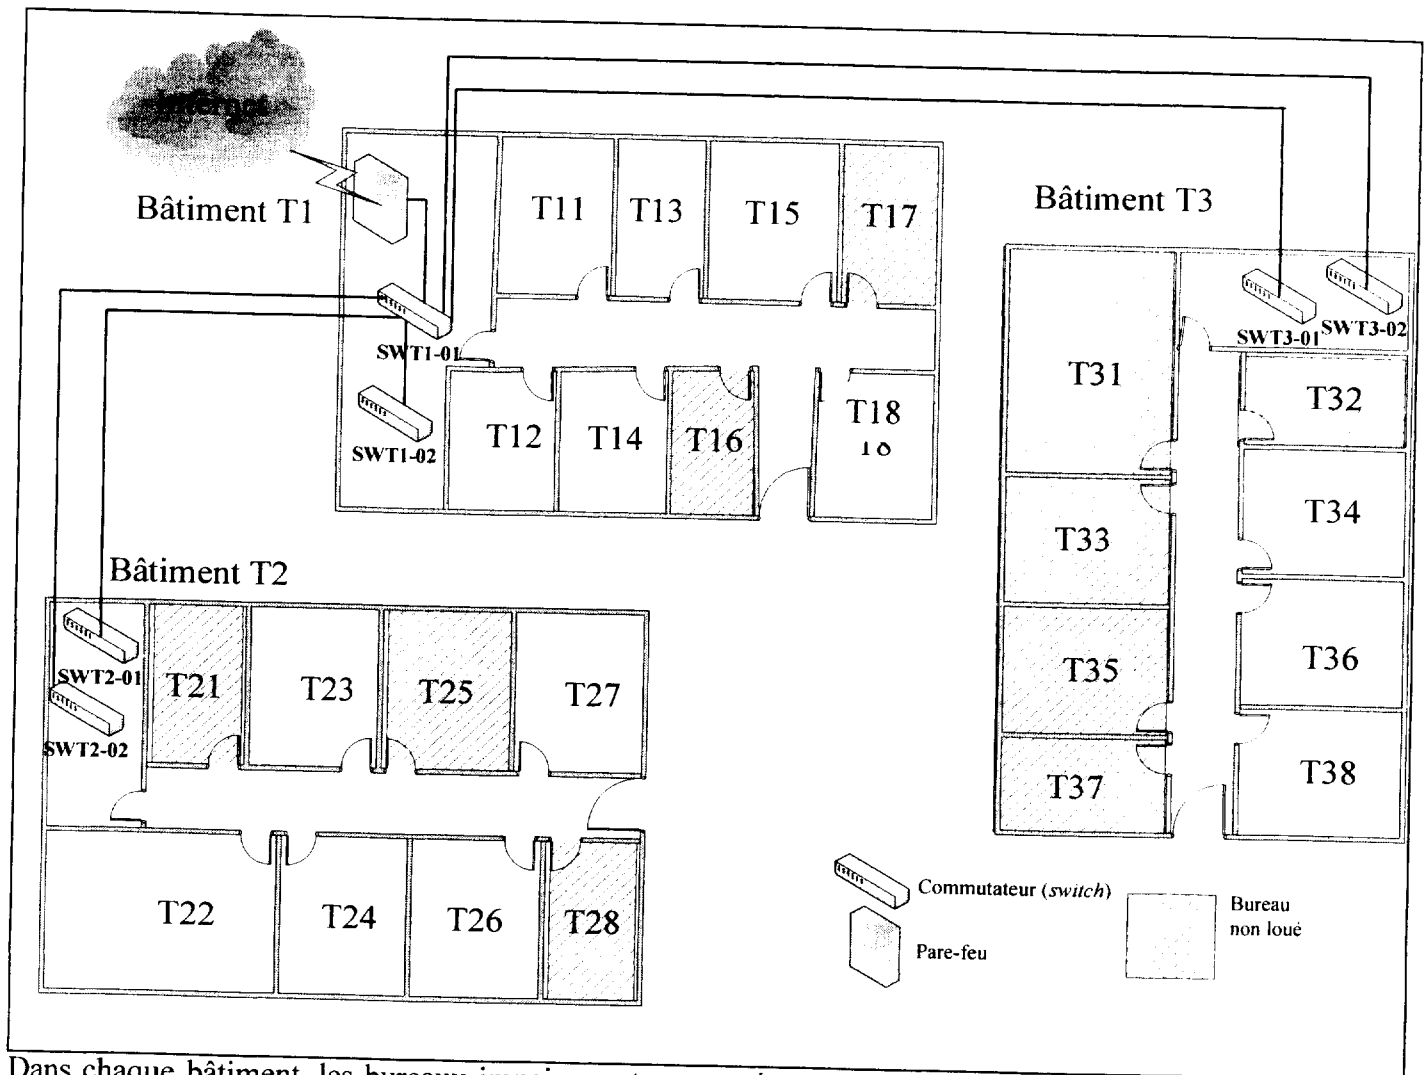 Internet
Bâtiment T1
T11
T13
T15
T17
Bâtiment T3
SWT1-01
SWT3-01
SWT3-02
T31
T32
T12
T14
T16
T18
18
SWT1-02
T33
T34
Bâtiment T2
SWT2-01
T21
T23
T25
T27
T35
T36
SWT2-02
T37
T38
T22
T24
T26
T28
Commutateur (switch)
Bureau
non loué
Pare-feu
Dans chaque bâtiment, les bureaux